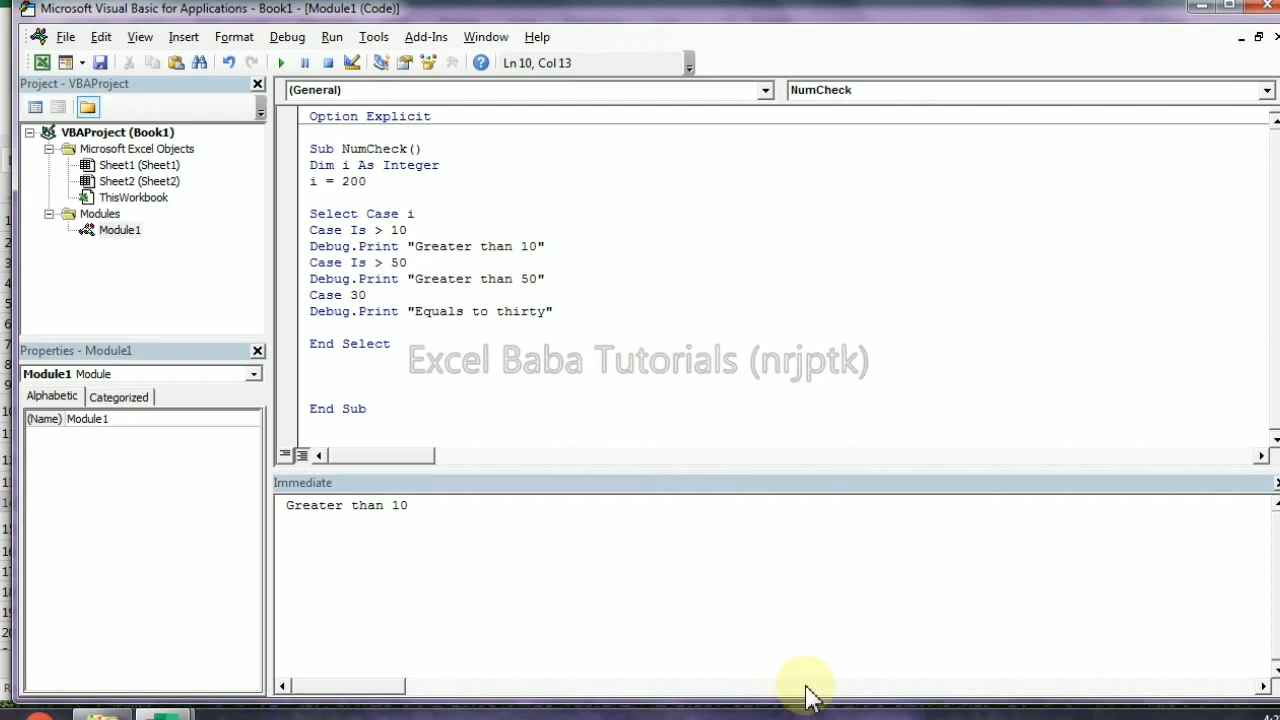 Microsoft Visual Basic for Applications - Book1 - [Module1 (Code)]
File Edit View Insert Format Debug Run Tools Add-Ins Window Help
Ln 10, Col 13
Project - VBAProject
(General)
NumCheck
VBAProject (Book1)
Microsoft Excel Objects
Sheet1 (Sheet1)
Sheet2 (Sheet2)
ThisWorkbook
Modules
Module1
Option Explicit
Sub NumCheck()
Dim i As Integer
i = 200
Select Case i
Case Is > 10
Debug.Print "Greater than 10"
Case Is > 50
Debug.Print "Greater than 50"
Case 30
Debug.Print "Equals to thirty"
End Select
Excel Baba Tutorials (nrjptk)
End Sub
Properties - Module1
Module1 Module
Alphabetic Categorized
(Name) Module1
Immediate
Greater than 10